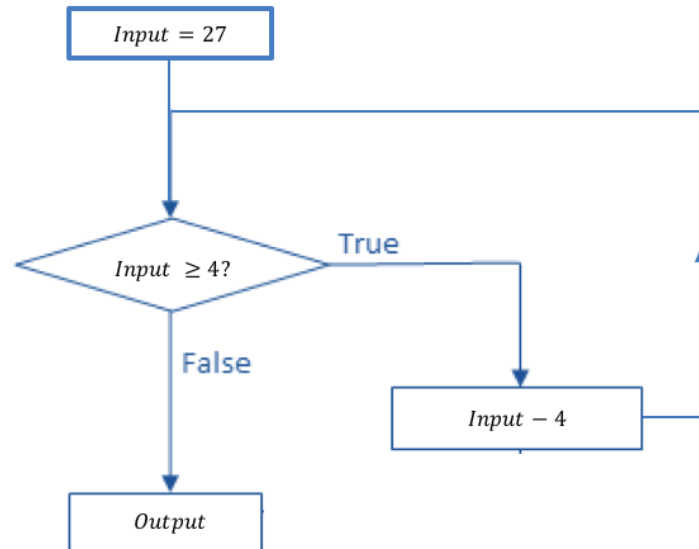 Input = 27
Input ≥ 4?
True
False
Input − 4
Output